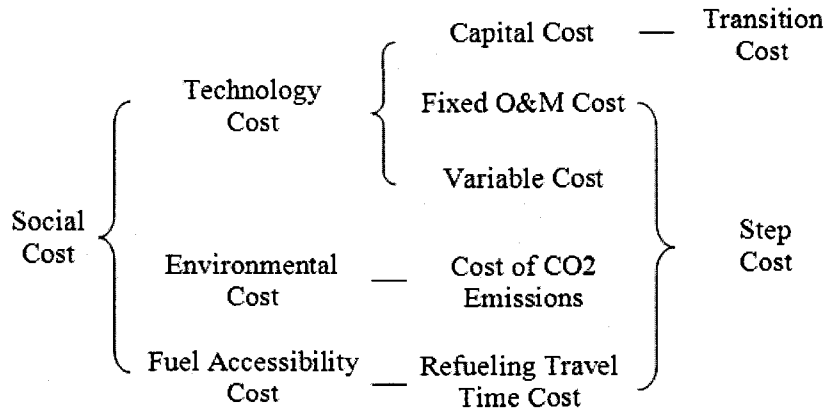 Capital Cost — Transition
Cost
Technology
Cost
Fixed O&M Cost
Variable Cost
Social
Cost
Step
Cost
Environmental
Cost
— Cost of CO2
Emissions
Fuel Accessibility
Cost
— Refueling Travel
Time Cost